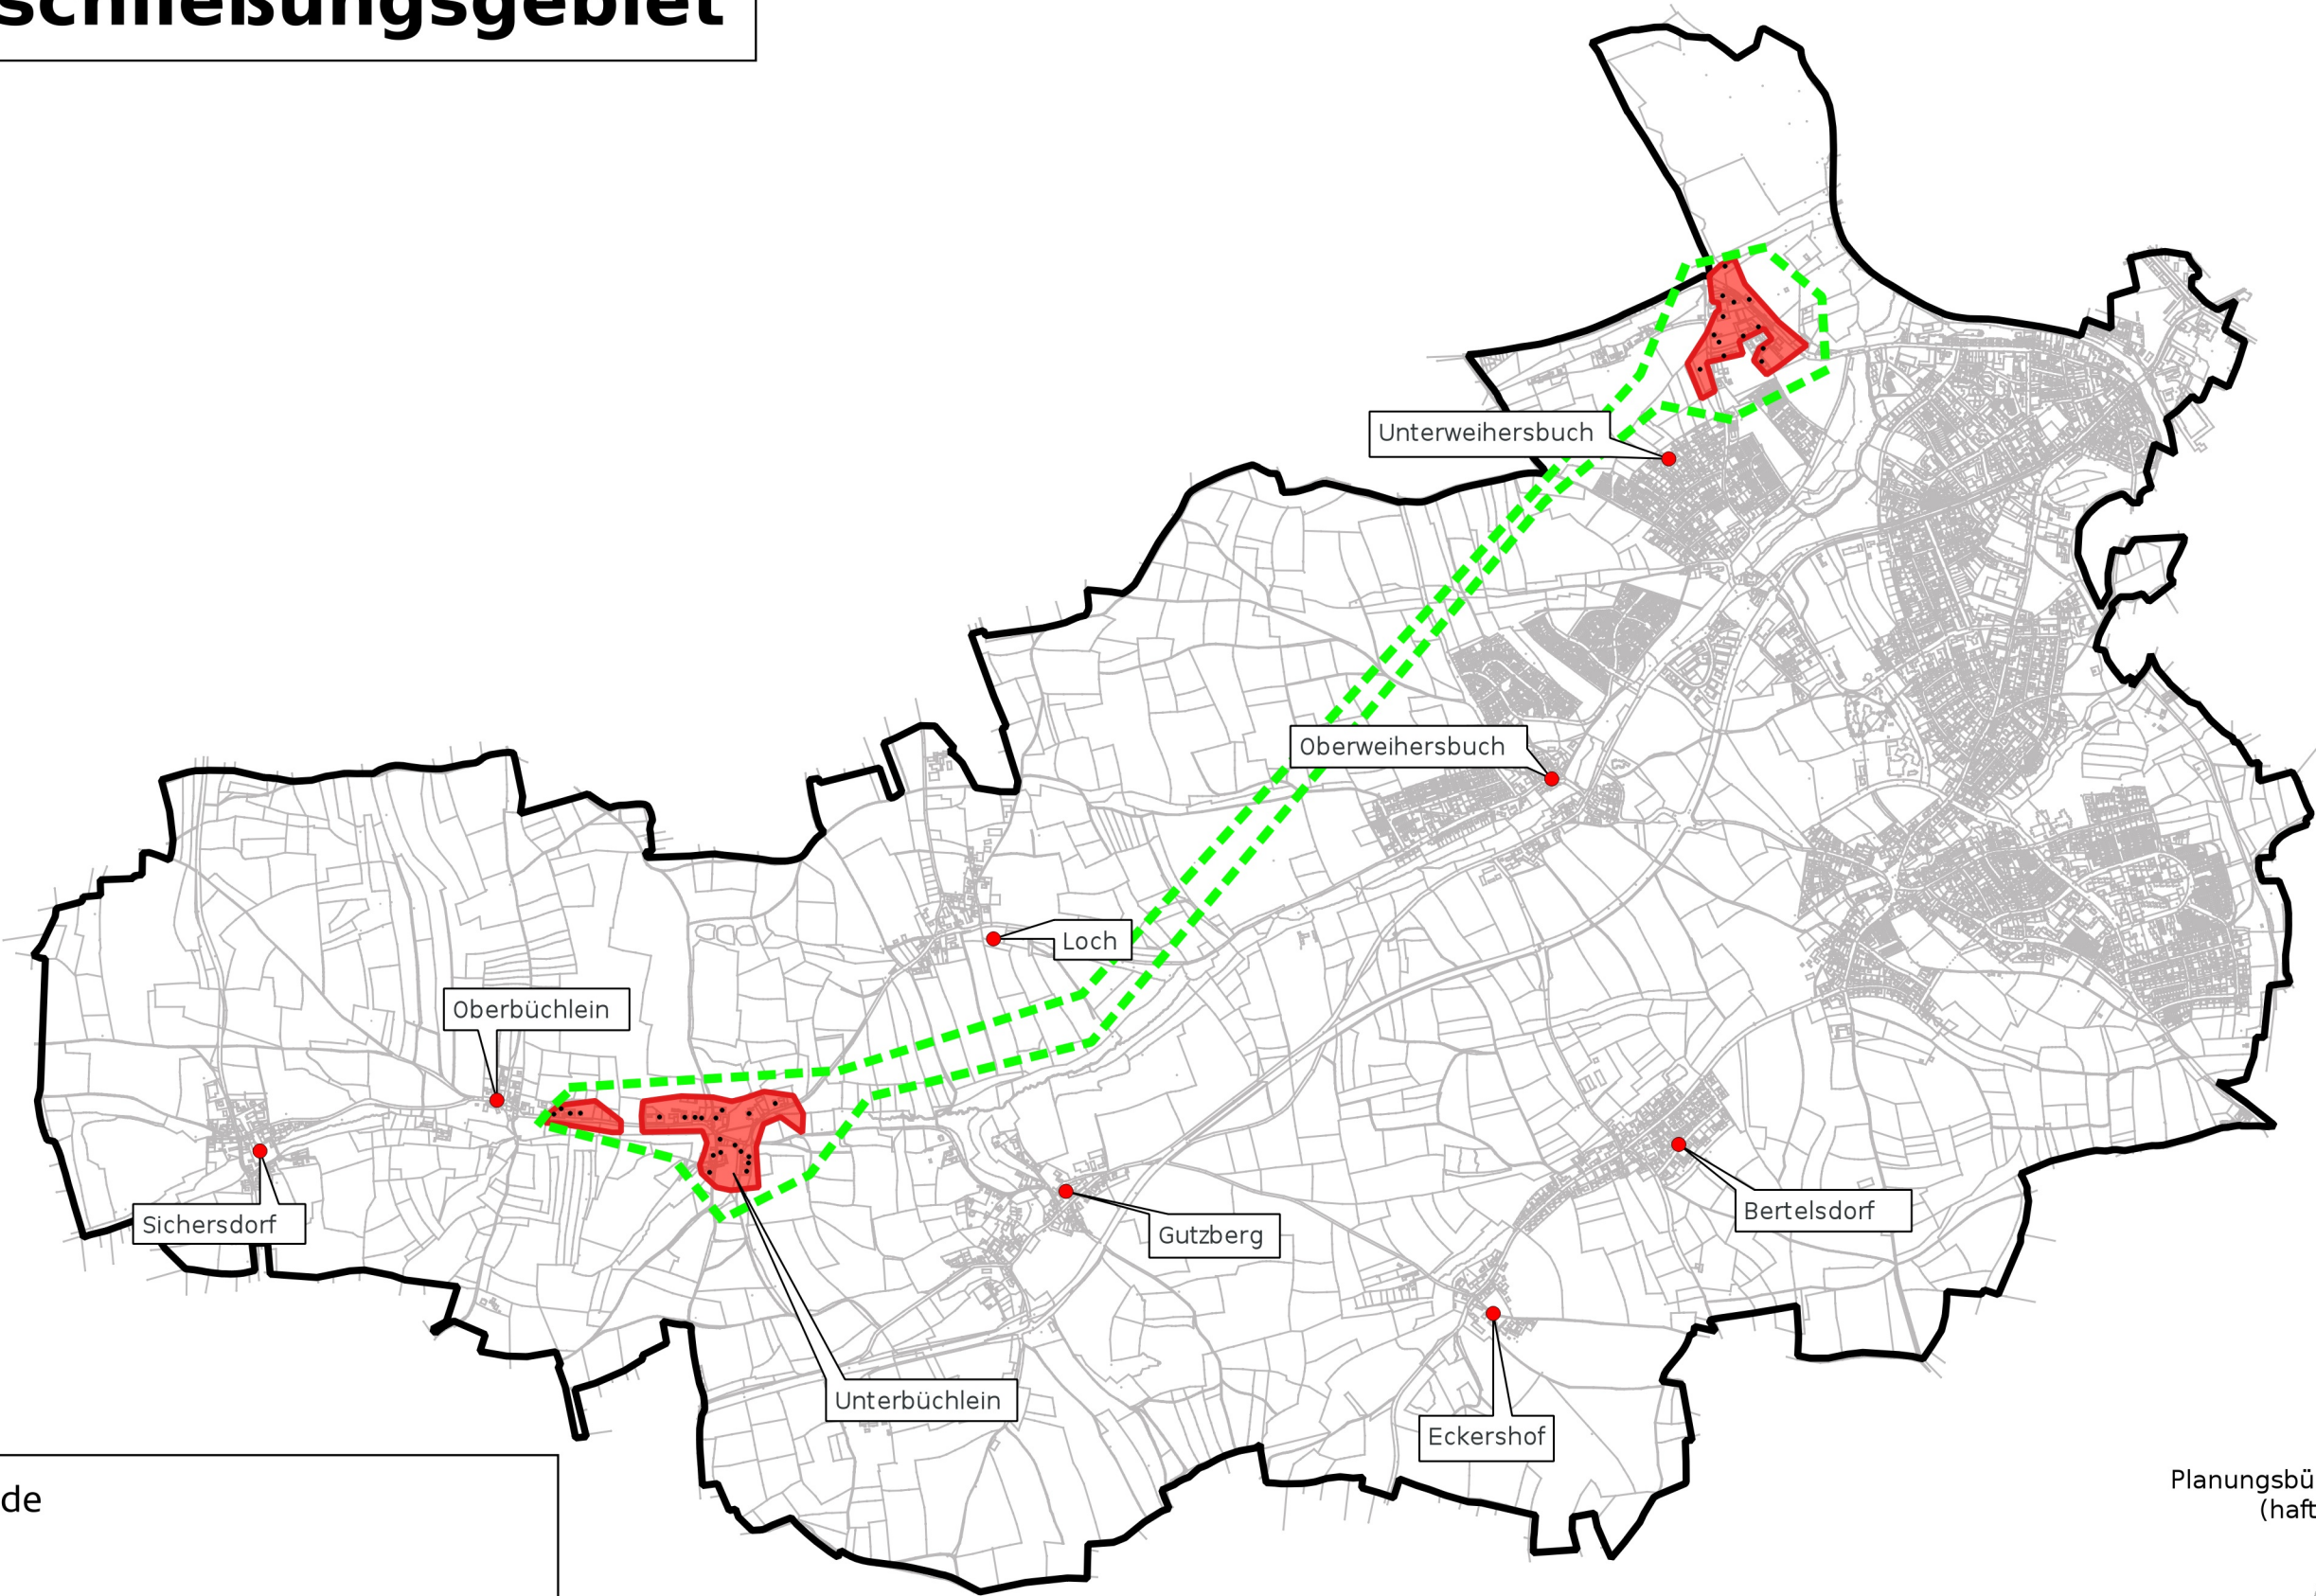 schließungsgebiet
Unterweihersbuch
Oberweihersbuch
Loch
Oberbüchlein
Sichersdorf
Bertelsdorf
Gutzberg
Unterbüchlein
Eckershof
Planungsbü
(haft
de